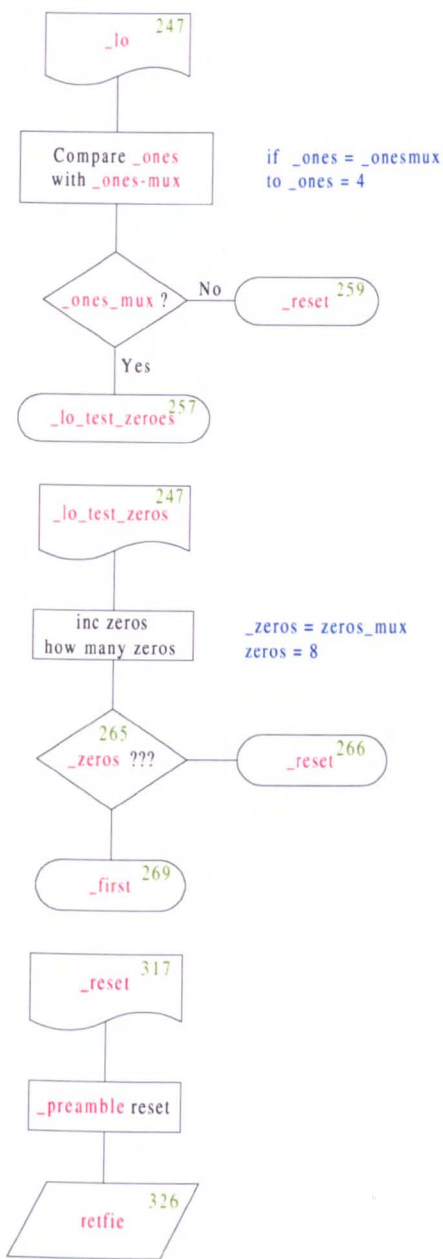 247
_lo
Compare _ones
with _ones-mux
if _ones = _onesmux
to _ones = 4
_ones_mux ?
No
259
_reset
Yes
257
_lo_test_zeroes
247
_lo_test_zeros
inc zeros
how many zeros
_zeros = zeros_mux
zeros = 8
265
_zeros ???
266
_reset
269
_first
317
_reset
_preamble reset
326
retfie